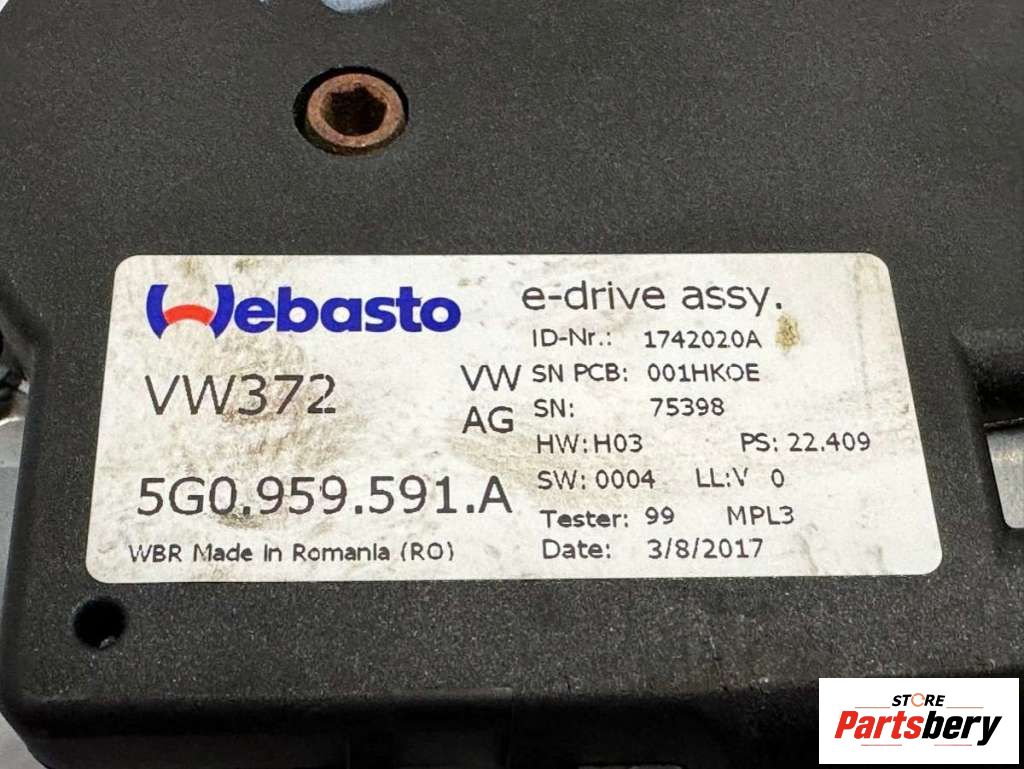 Webasto
e-drive assy.
ID-Nr.: 1742020A
VW372
VW AG
SN PCB: 001HKOE
SN: 75398
HW: H03 PS: 22.409
5G0.959.591.A
SW: 0004 LL:V 0
Tester: 99 MPL3
WBR Made in Romania (RO)
Date: 3/8/2017
STORE
Partsbery